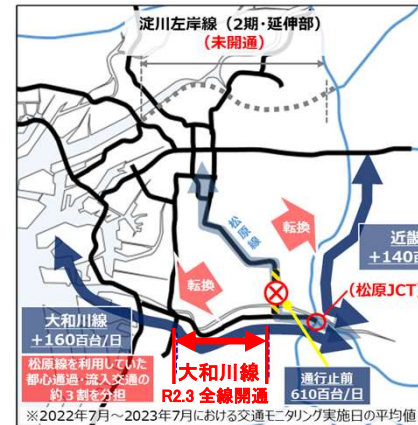 淀川左岸線（2期・延伸部）
（未開通）
松原線
転換
転換
近畿
+140百
(松原JCT)
大和川線
+160百台/日
松原線を利用していた
都心通過・流入交通の
約3割を分担
大和川線
R2.3 全線開通
通行止前
610百台/日
※2022年7月～2023年7月における交通モニタリング実施日の平均値